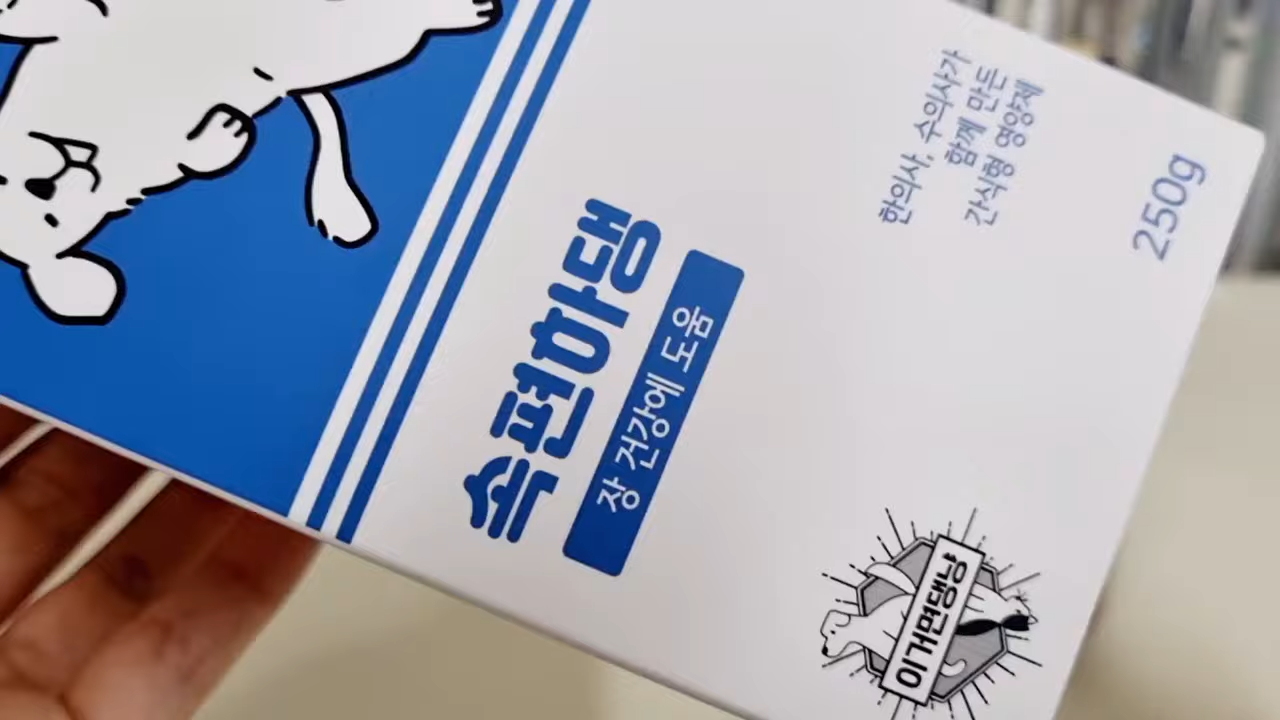 속편하댕
장 건강에 도움
한의사, 수의사가
함께 만든
간식형 영양제
250g
이거면댕냥